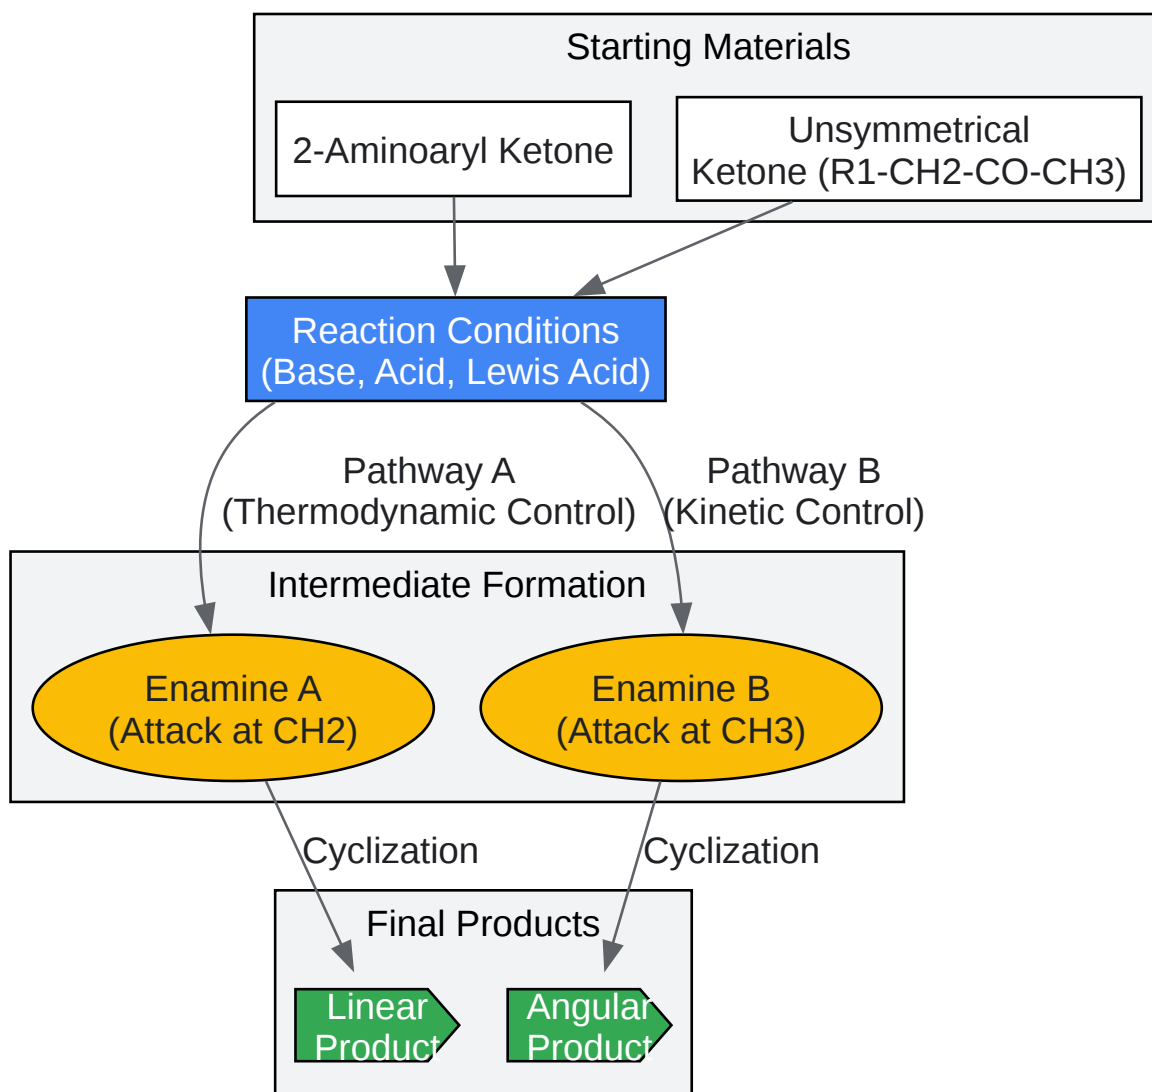 Starting Materials
2-Aminoaryl Ketone
Unsymmetrical
Ketone (R1-CH2-CO-CH3)
Reaction Conditions
(Base, Acid, Lewis Acid)
Pathway A
(Thermodynamic Control)
Pathway B
(Kinetic Control)
Intermediate Formation
Enamine A
(Attack at CH2)
Enamine B
(Attack at CH3)
Cyclization
Cyclization
Final Products
Linear
Product
Angular
Product